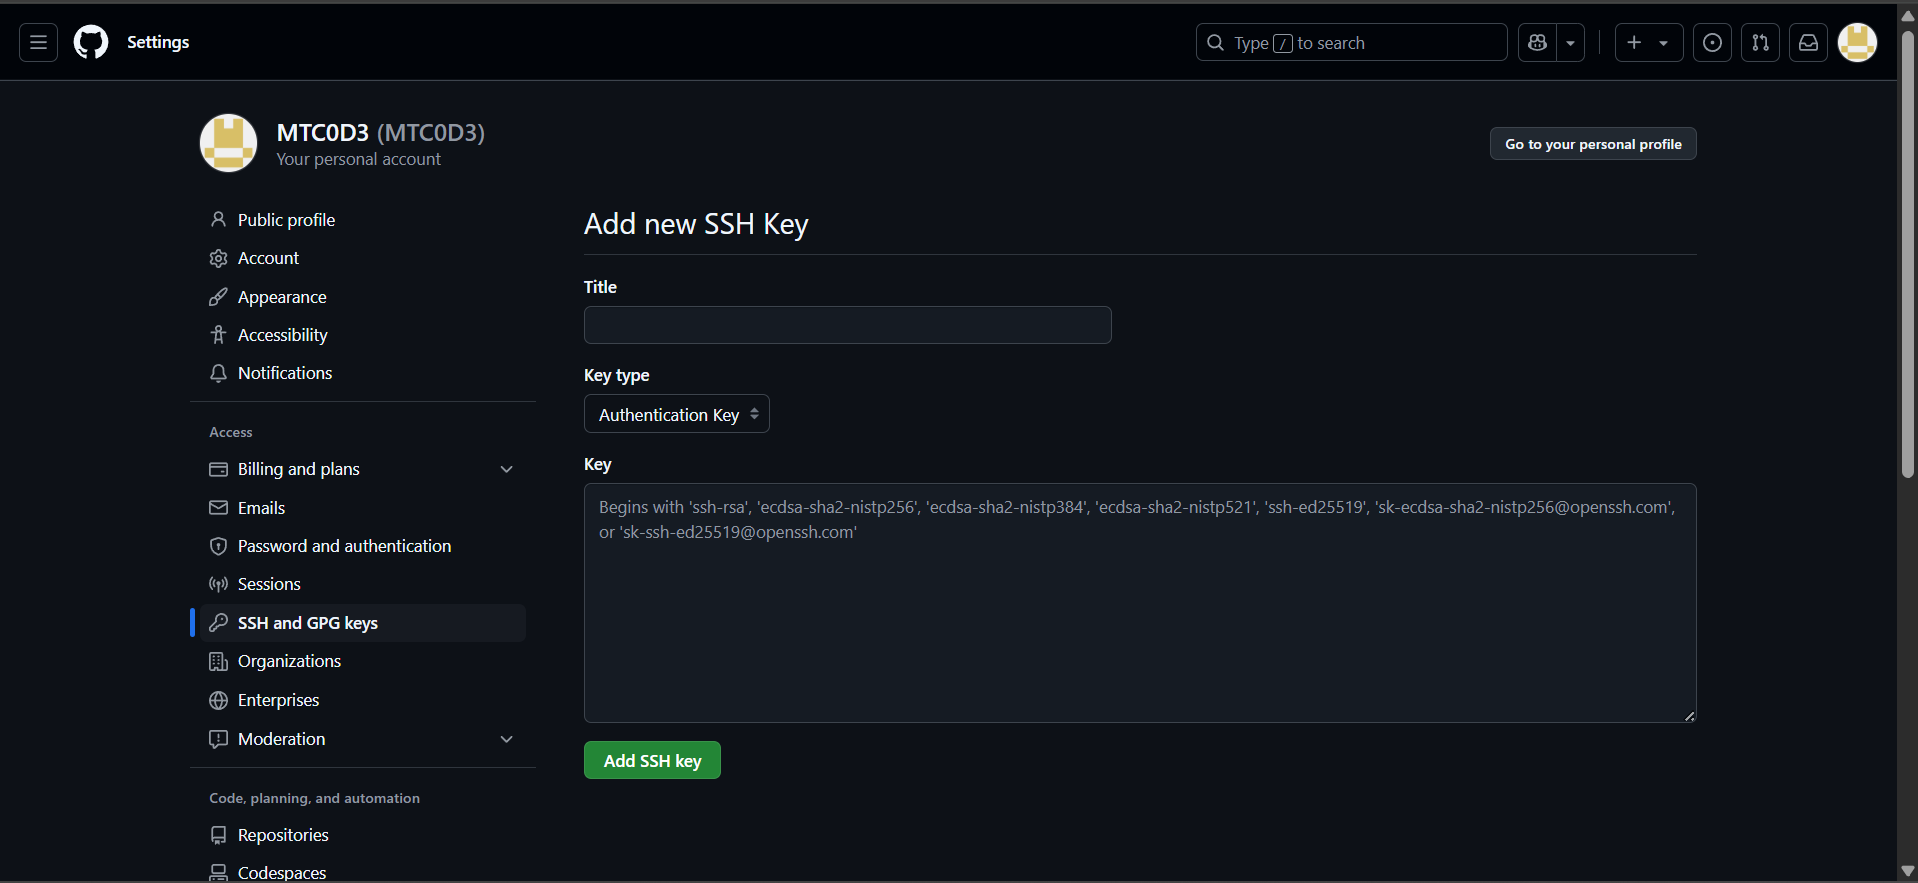 Settings
Type / to search
MTC0D3 (MTC0D3)
Your personal account
Go to your personal profile
Public profile
Account
Appearance
Accessibility
Notifications
Access
Billing and plans
Emails
Password and authentication
Sessions
SSH and GPG keys
Organizations
Enterprises
Moderation
Code, planning, and automation
Repositories
Codespaces
Add new SSH Key
Title
Key type
Authentication Key
Key
Begins with 'ssh-rsa', 'ecdsa-sha2-nistp256', 'ecdsa-sha2-nistp384', 'ecdsa-sha2-nistp521', 'ssh-ed25519', 'sk-ecdsa-sha2-nistp256@openssh.com',
or 'sk-ssh-ed25519@openssh.com'
Add SSH key